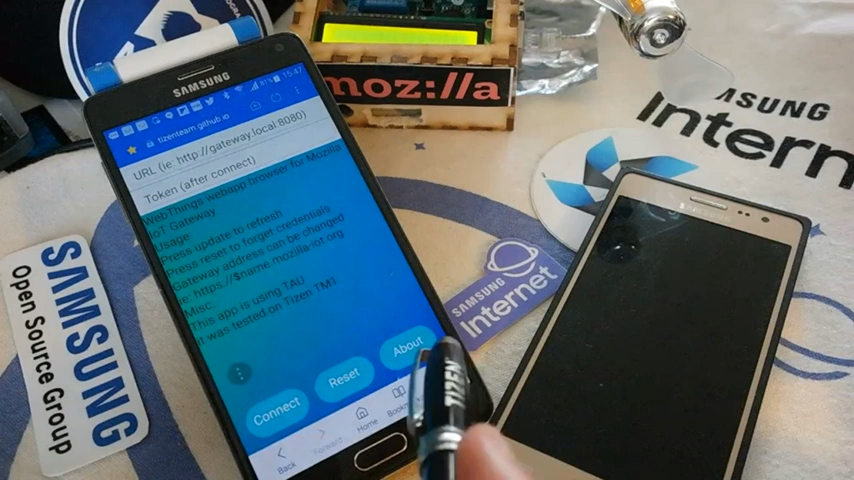 moz://a
SAMSUNG
15:47
tizenteam.github.io
URL (ie: http://gateway.local:8080)
Token (after connect)
WebThings webapp browser for Mozilla
IoT Gateway
Usage:
Press update to refresh
Press reset to forget credentials
Gateway address can be changed
ie: https://$name.mozilla-iot.org
Misc:
This app is using TAU
it was tested on Tizen TM1
Connect
Reset
About
Back
Forward
Home
SAMSUNG
Open Source Group
SAMSUNG
Internet
TIZEN